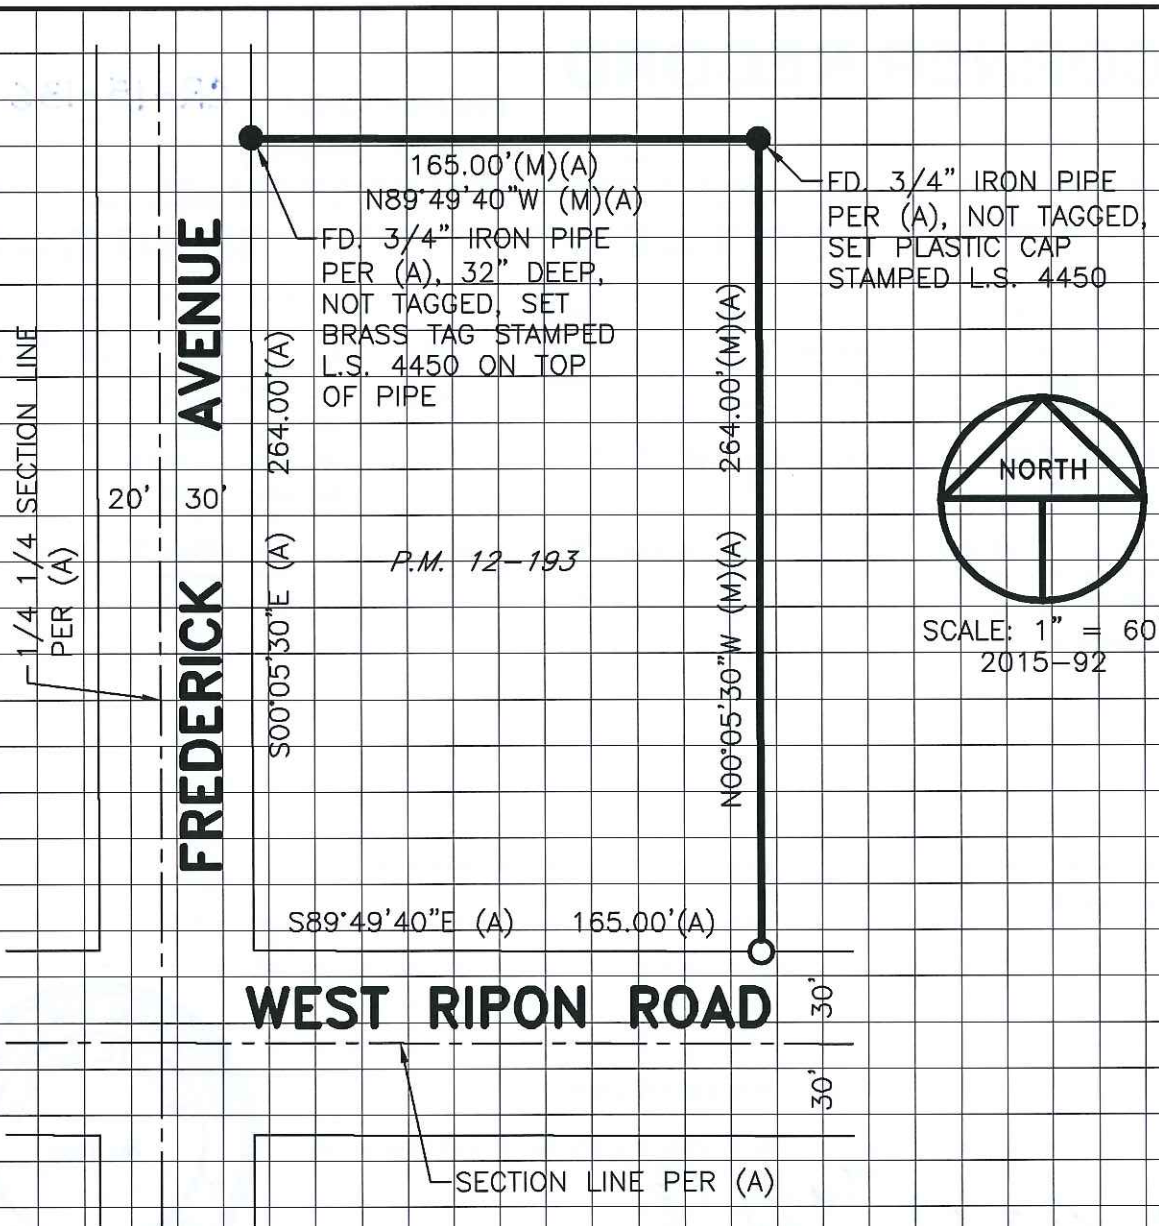 165.00'(M)(A)
N89°49'40"W (M)(A)
FD. 3/4" IRON PIPE
PER (A), 32" DEEP,
NOT TAGGED, SET
BRASS TAG STAMPED
L.S. 4450 ON TOP
OF PIPE
FD. 3/4" IRON PIPE
PER (A), NOT TAGGED,
SET PLASTIC CAP
STAMPED L.S. 4450
1/4 1/4 SECTION LINE
PER (A)
20'
30'
FREDERICK AVENUE
S00°05'30"E (A) 264.00'(A)
P.M. 12-193
N00°05'30"W (M)(A) 264.00'(M)(A)
NORTH
SCALE: 1" = 60
2015-92
S89°49'40"E (A) 165.00'(A)
WEST RIPON ROAD
30'
30'
SECTION LINE PER (A)